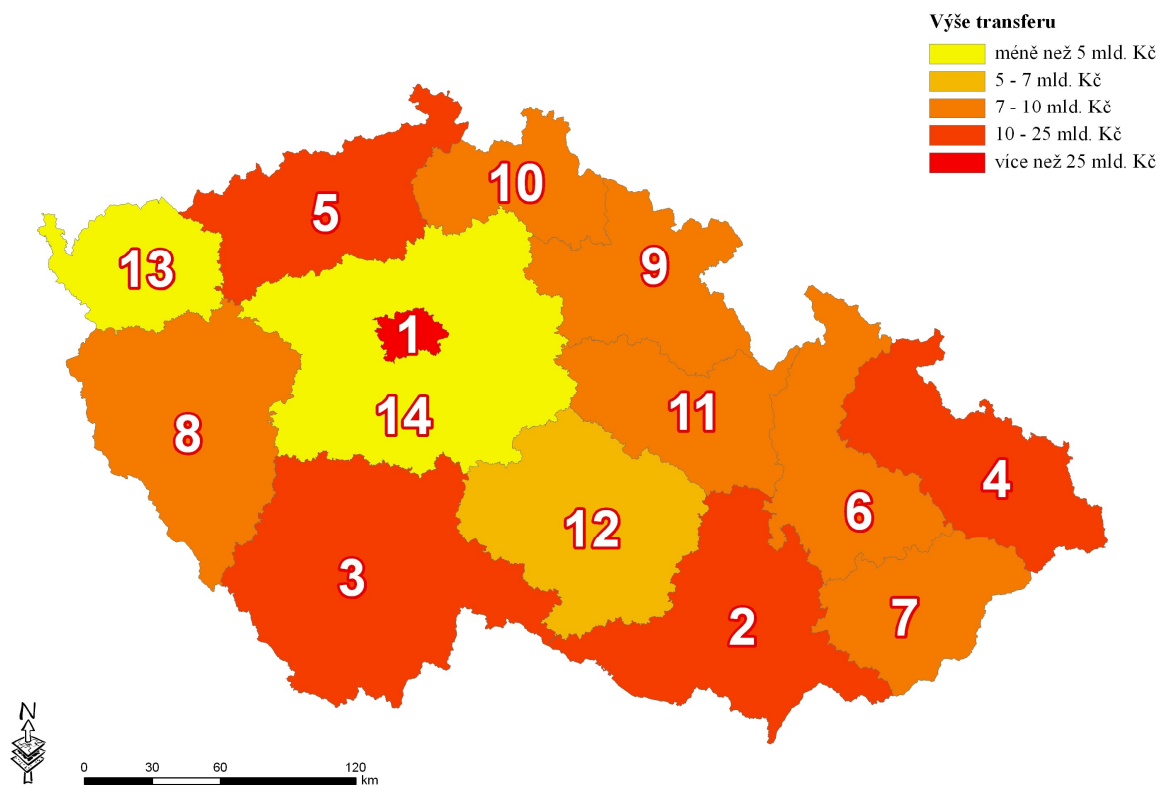 Výše transferu
méně než 5 mld. Kč
5 - 7 mld. Kč
7 - 10 mld. Kč
10 - 25 mld. Kč
více než 25 mld. Kč
10
5
9
13
1
14
11
8
4
6
12
3
7
2
N
0 30 60 120
km